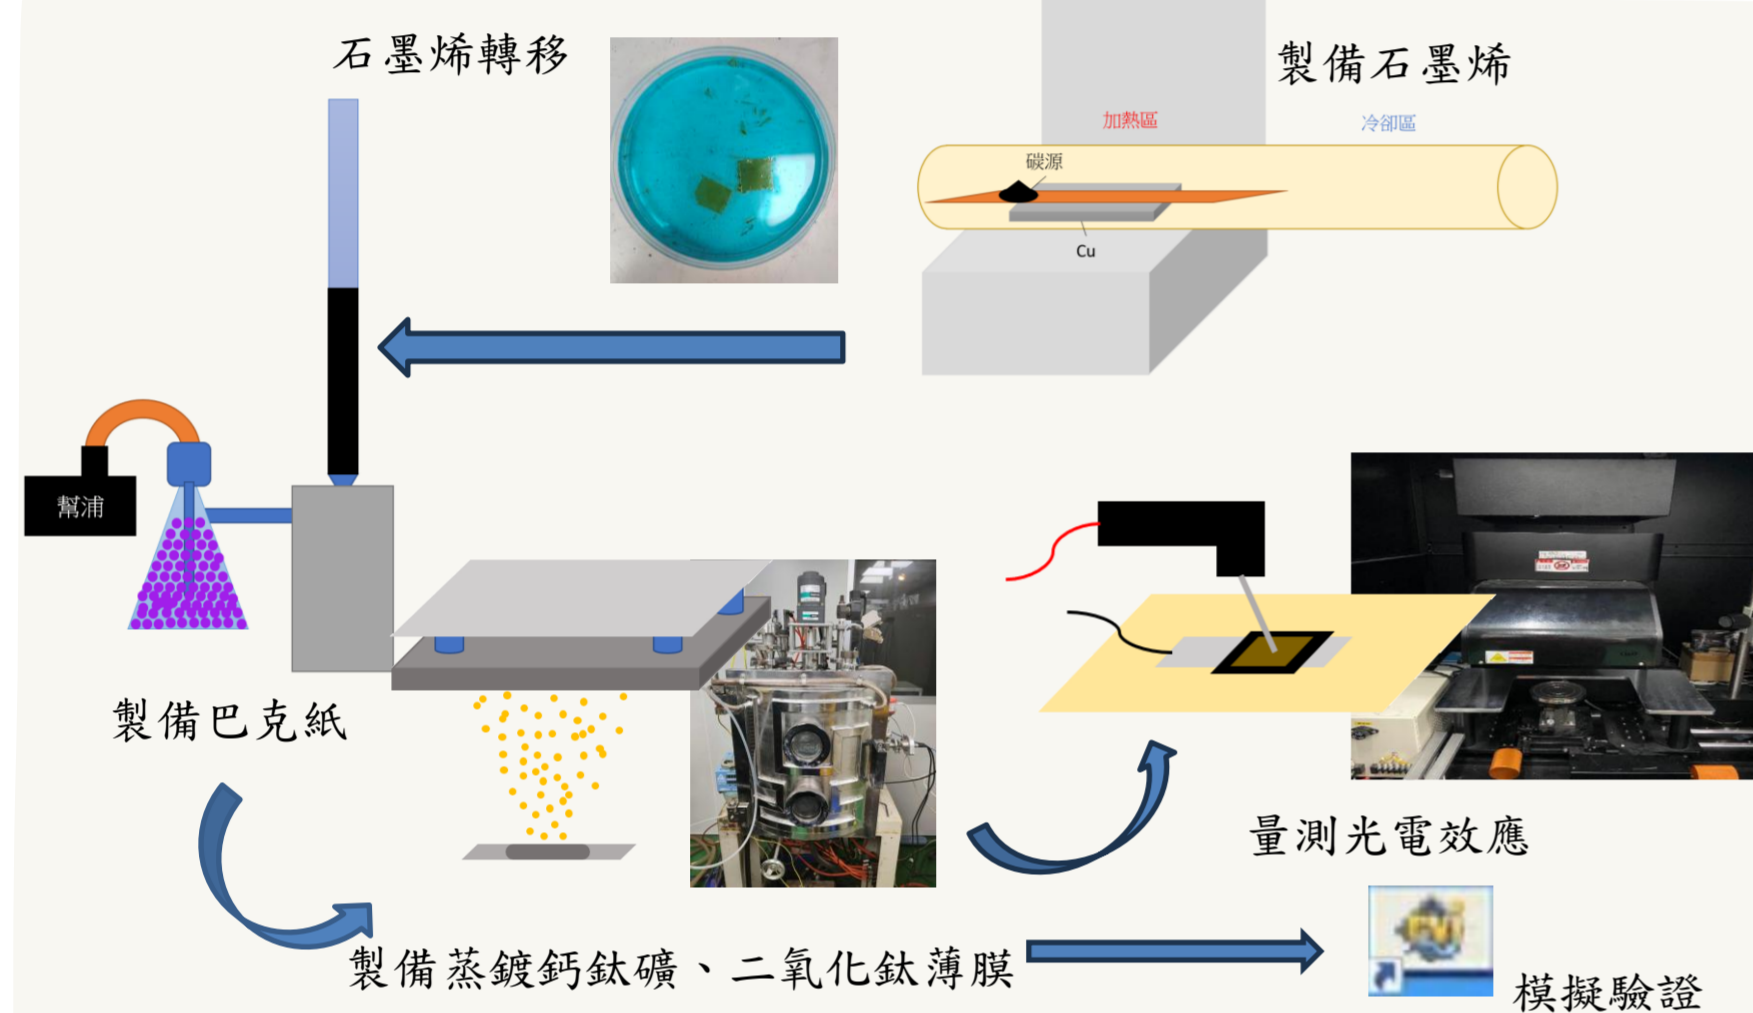 石墨烯轉移
製備石墨烯
加熱區
冷卻區
碳源
Cu
幫浦
製備巴克紙
量測光電效應
製備蒸鍍鈣鈦礦、二氧化鈦薄膜
模擬驗證